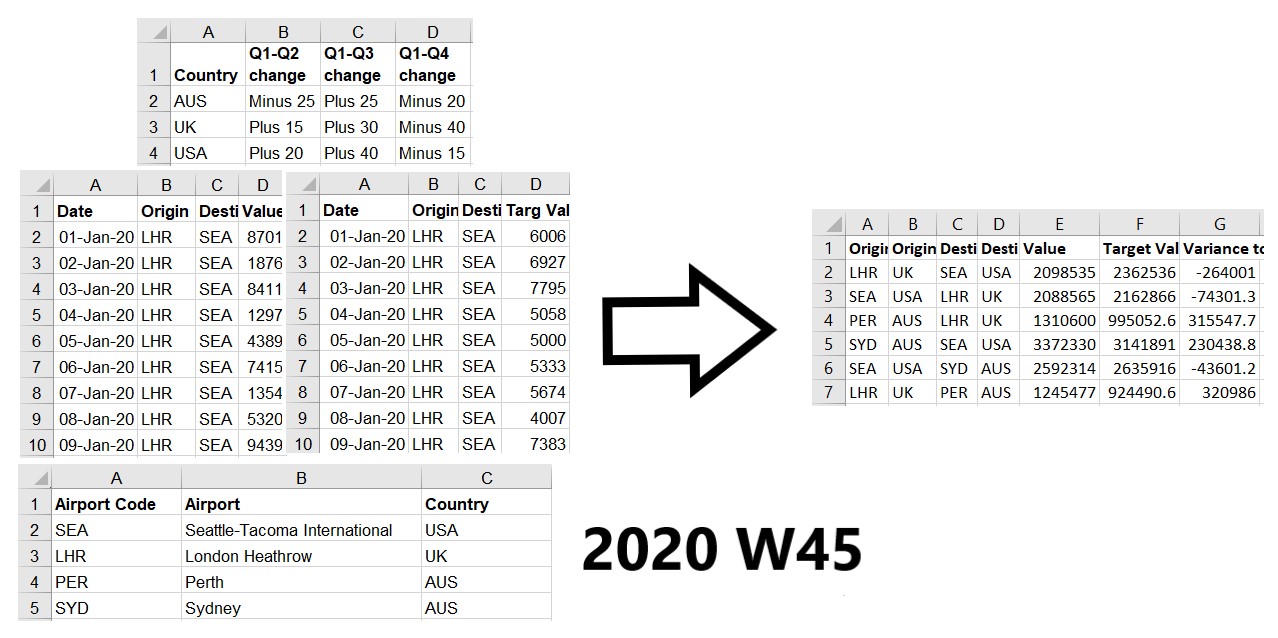 A B C D
1 Country Q1-Q2 change Q1-Q3 change Q1-Q4 change
2 AUS Minus 25 Plus 25 Minus 20
3 UK Plus 15 Plus 30 Minus 40
4 USA Plus 20 Plus 40 Minus 15
A B C D
1 Date Origin Desti Value
2 01-Jan-20 LHR SEA 8701
3 02-Jan-20 LHR SEA 1876
4 03-Jan-20 LHR SEA 8411
5 04-Jan-20 LHR SEA 1297
6 05-Jan-20 LHR SEA 4389
7 06-Jan-20 LHR SEA 7415
8 07-Jan-20 LHR SEA 1354
9 08-Jan-20 LHR SEA 5320
10 09-Jan-20 LHR SEA 9439
A B C D
1 Date Origin Desti Targ Val
2 01-Jan-20 LHR SEA 6006
3 02-Jan-20 LHR SEA 6927
4 03-Jan-20 LHR SEA 7795
5 04-Jan-20 LHR SEA 5058
6 05-Jan-20 LHR SEA 5000
7 06-Jan-20 LHR SEA 5333
8 07-Jan-20 LHR SEA 5674
9 08-Jan-20 LHR SEA 4007
10 09-Jan-20 LHR SEA 7383
A B C
1 Airport Code Airport Country
2 SEA Seattle-Tacoma International USA
3 LHR London Heathrow UK
4 PER Perth AUS
5 SYD Sydney AUS
A B C D E F G
1 Origin Origin Desti Desti Value Target Val Variance to
2 LHR UK SEA USA 2098535 2362536 -264001
3 SEA USA LHR UK 2088565 2162866 -74301.3
4 PER AUS LHR UK 1310600 995052.6 315547.7
5 SYD AUS SEA USA 3372330 3141891 230438.8
6 SEA USA SYD AUS 2592314 2635916 -43601.2
7 LHR UK PER AUS 1245477 924490.6 320986
2020 W45